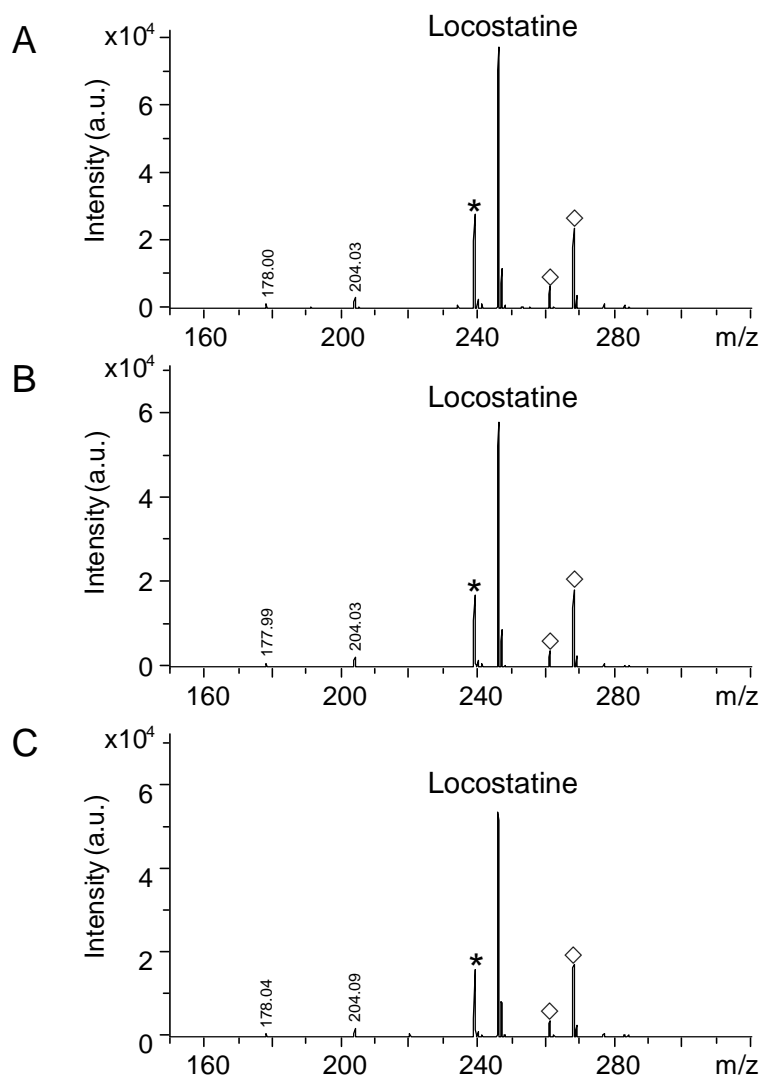 A
x10⁴
Locostatine
8
6
4
2
0
Intensity (a.u.)
178.00
204.03
*
160
200
240
280
m/z
B
x10⁴
Locostatine
6
4
2
0
Intensity (a.u.)
177.99
204.03
*
160
200
240
280
m/z
C
x10⁴
Locostatine
6
4
2
0
Intensity (a.u.)
178.04
204.09
*
160
200
240
280
m/z